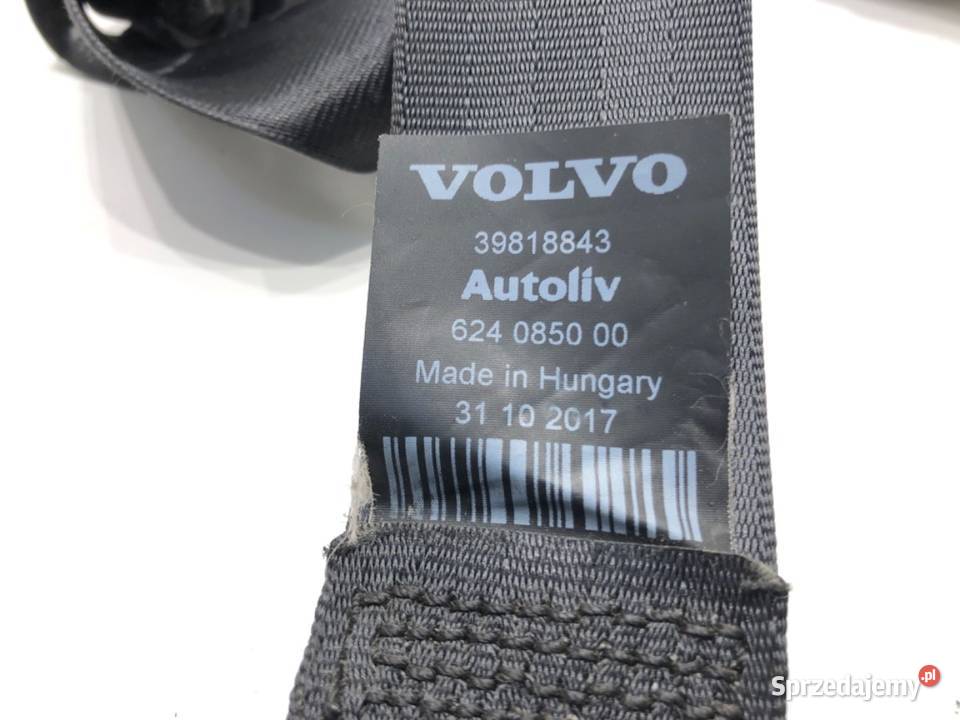 VOLVO
39818843
Autoliv
624 0850 00
Made in Hungary
31 10 2017
Sprzedajemy.pl